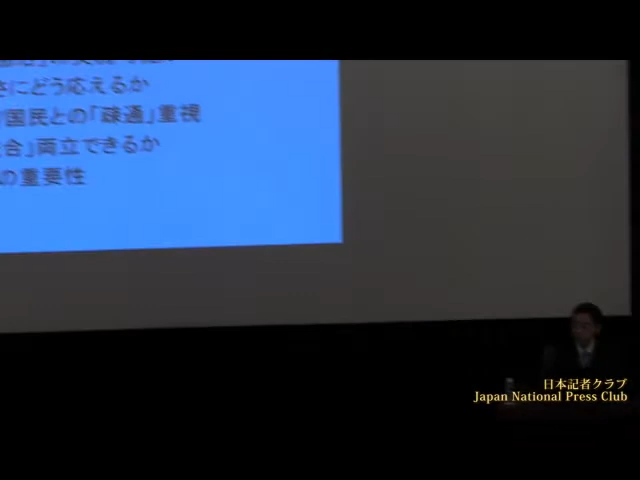 さにどう応えるか
国民との「疎通」重視
合」両立できるか
の重要性
日本記者クラブ
Japan National Press Club